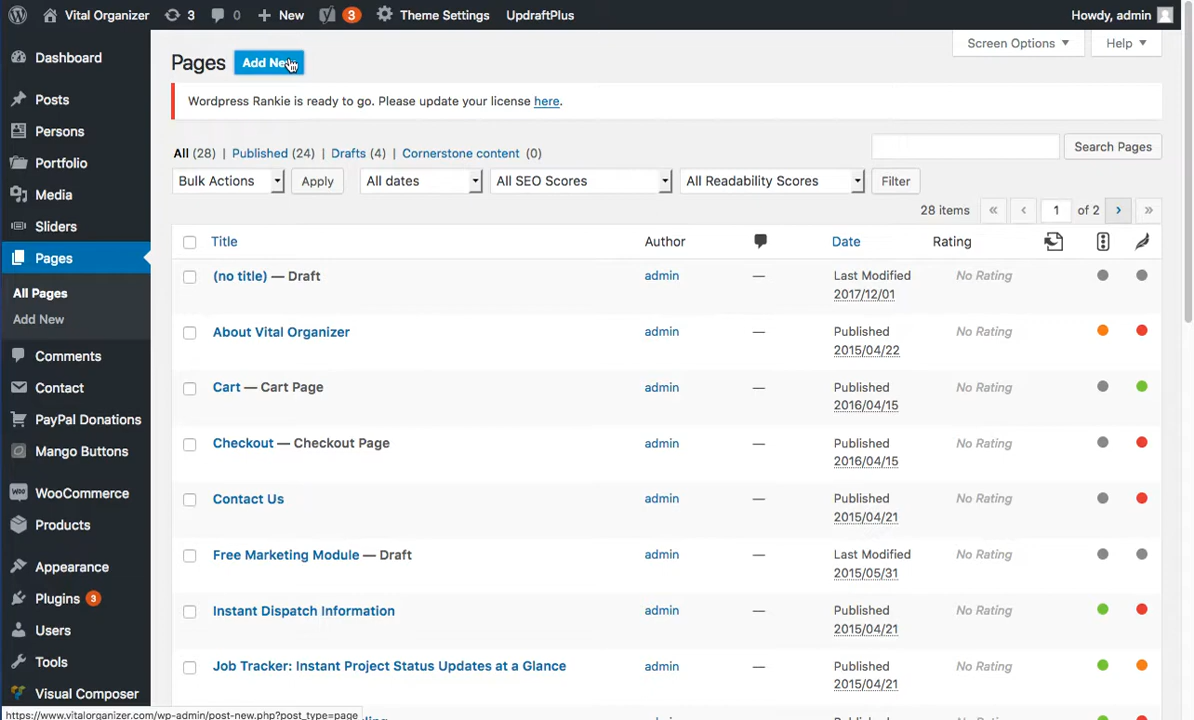 Vital Organizer 3 0 New 3 Theme Settings UpdraftPlus Howdy, admin
Dashboard
Posts
Persons
Portfolio
Media
Sliders
Pages
All Pages
Add New
Comments
Contact
PayPal Donations
Mango Buttons
WooCommerce
Products
Appearance
Plugins 3
Users
Tools
Visual Composer
Screen Options Help
Pages Add New
Wordpress Rankie is ready to go. Please update your license here.
All (28) | Published (24) | Drafts (4) | Cornerstone content (0)
Search Pages
Bulk Actions Apply All dates All SEO Scores All Readability Scores Filter
28 items « ‹ 1 of 2 › »
Title Author Date Rating
(no title) — Draft admin — Last Modified No Rating
2017/12/01
About Vital Organizer admin — Published No Rating
2015/04/22
Cart — Cart Page admin — Published No Rating
2016/04/15
Checkout — Checkout Page admin — Published No Rating
2016/04/15
Contact Us admin — Published No Rating
2015/04/21
Free Marketing Module — Draft admin — Last Modified No Rating
2015/05/31
Instant Dispatch Information admin — Published No Rating
2015/04/21
Job Tracker: Instant Project Status Updates at a Glance admin — Published No Rating
2015/04/21
https://www.vitalorganizer.com/wp-admin/post-new.php?post_type=page